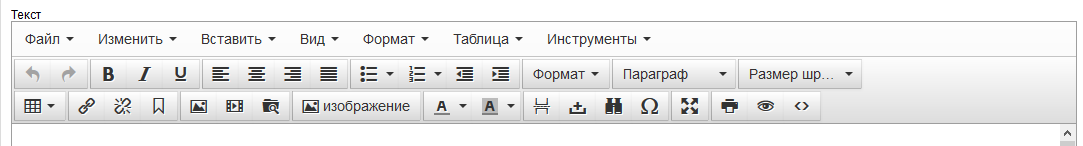 Текст
Файл Изменить Вставить Вид Формат Таблица Инструменты
B I U Формат Параграф Размер шр...
изображение A A Ω